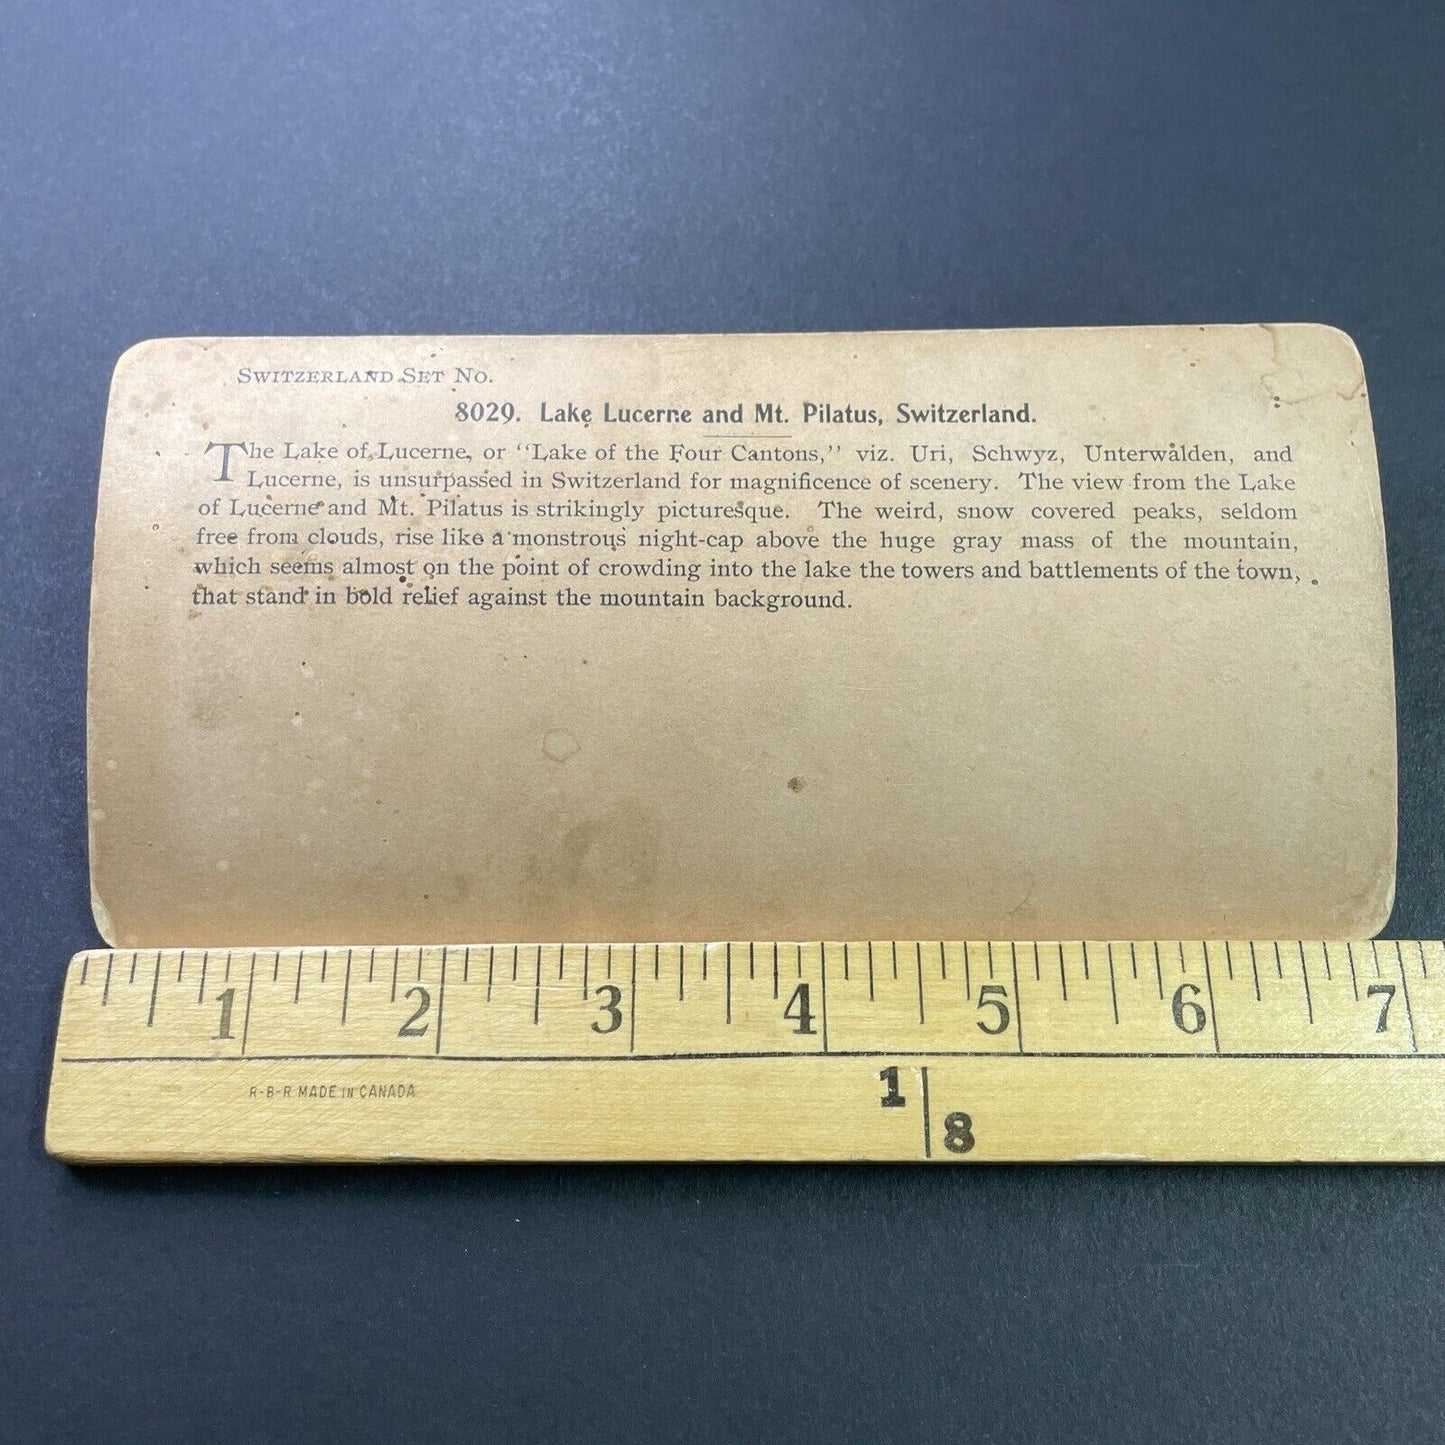 SWITZERLAND SET NO.
8029. Lake Lucerne and Mt. Pilatus, Switzerland.
The Lake of Lucerne, or "Lake of the Four Cantons," viz. Uri, Schwyz, Unterwalden, and
Lucerne, is unsurpassed in Switzerland for magnificence of scenery. The view from the Lake
of Lucerne and Mt. Pilatus is strikingly picturesque. The weird, snow covered peaks, seldom
free from clouds, rise like a monstrous night-cap above the huge gray mass of the mountain,
which seems almost on the point of crowding into the lake the towers and battlements of the town,
that stand in bold relief against the mountain background.
1 2 3 4 5 6 7
R-B-R MADE IN CANADA
1
8